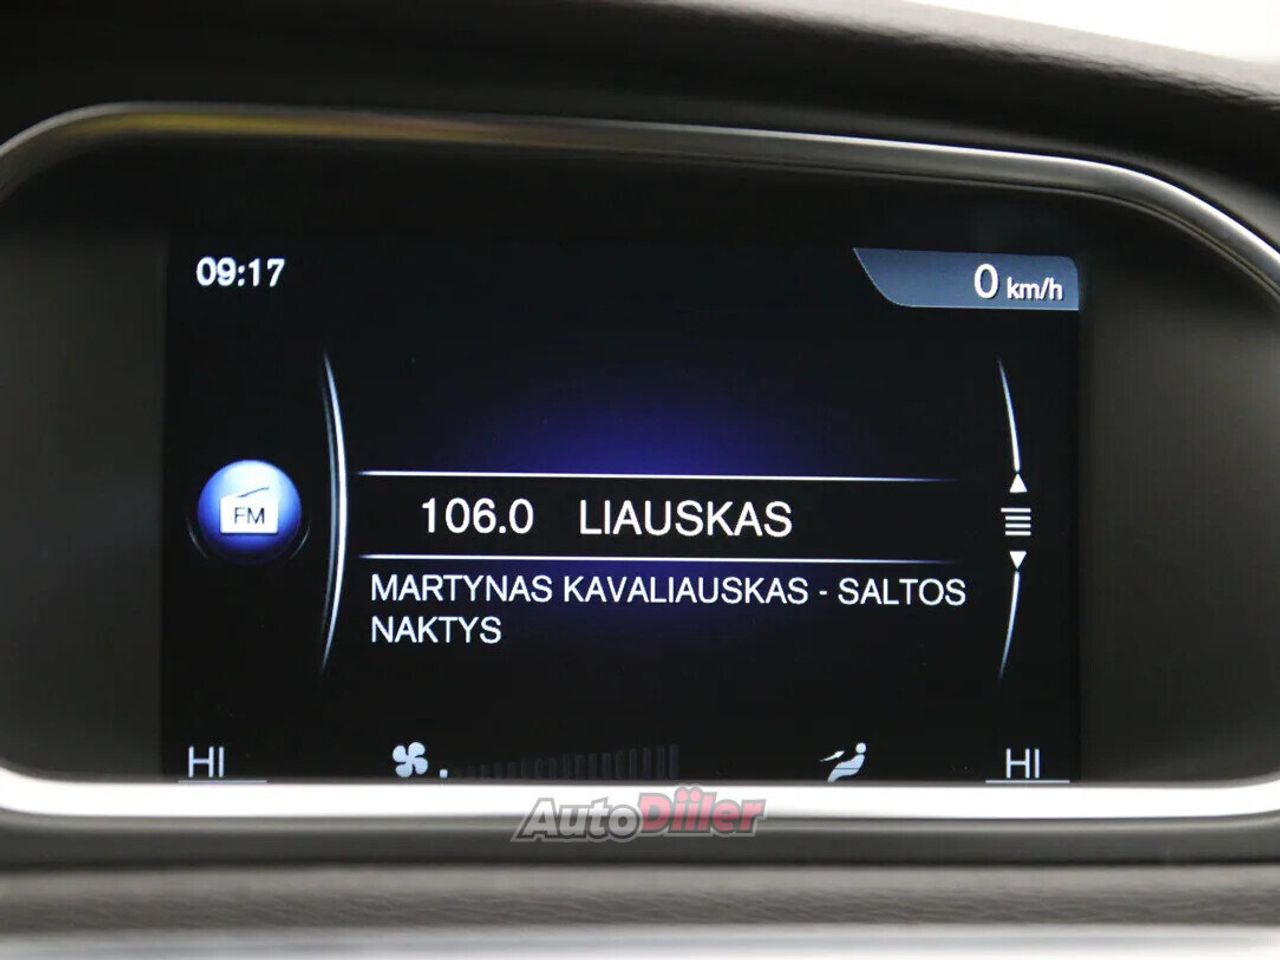 09:17
0 km/h
FM
106.0 LIAUSKAS
MARTYNAS KAVALIAUSKAS - SALTOS
NAKTYS
HI
HI
AutoDiiler